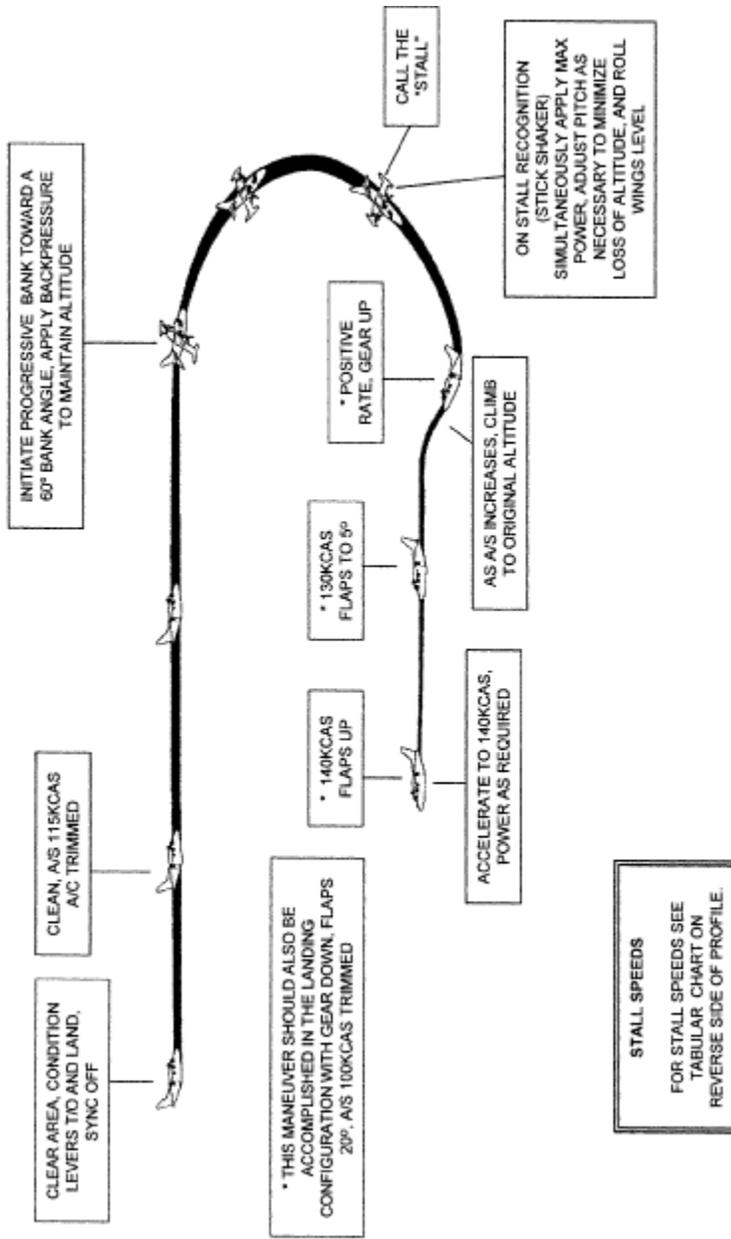 CLEAR AREA, CONDITION
LEVERS T/O AND LAND,
SYNC OFF
CLEAN, A/S 115KCAS
A/C TRIMMED
INITIATE PROGRESSIVE BANK TOWARD A
60º BANK ANGLE, APPLY BACKPRESSURE
TO MAINTAIN ALTITUDE
CALL THE
"STALL"
ON STALL RECOGNITION
(STICK SHAKER)
SIMULTANEOUSLY APPLY MAX
POWER, ADJUST PITCH AS
NECESSARY TO MINIMIZE
LOSS OF ALTITUDE, AND ROLL
WINGS LEVEL
* POSITIVE
RATE, GEAR UP
AS A/S INCREASES, CLIMB
TO ORIGINAL ALTITUDE
* 130KCAS
FLAPS TO 5º
* 140KCAS
FLAPS UP
ACCELERATE TO 140KCAS,
POWER AS REQUIRED
* THIS MANEUVER SHOULD ALSO BE
ACCOMPLISHED IN THE LANDING
CONFIGURATION WITH GEAR DOWN, FLAPS
20º, A/S 100KCAS TRIMMED
STALL SPEEDS
FOR STALL SPEEDS SEE
TABULAR CHART ON
REVERSE SIDE OF PROFILE.